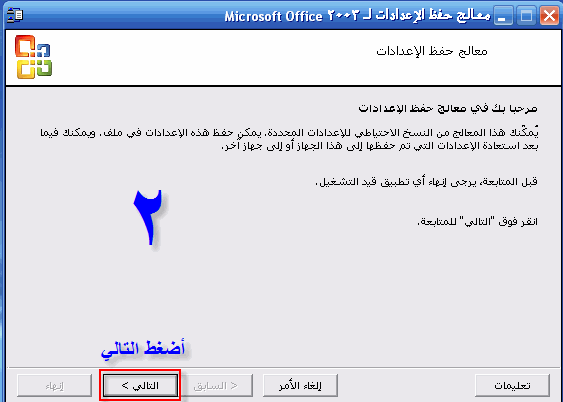 معالج حفظ الإعدادات لـ Microsoft Office ٢٠٠٣
معالج حفظ الإعدادات
مرحبا بك في معالج حفظ الإعدادات
يُمكّنك هذا المعالج من النسخ الاحتياطي للإعدادات المحددة. يمكن حفظ هذه الإعدادات في ملف، ويمكنك فيما
بعد استعادة الإعدادات التي تم حفظها إلى هذا الجهاز أو إلى جهاز آخر.
قبل المتابعة، يرجى إنهاء أي تطبيق قيد التشغيل.
انقر فوق "التالي" للمتابعة.
٢
أضغط التالي
تعليمات
إلغاء الأمر
< السابق
التالي >
إنهاء